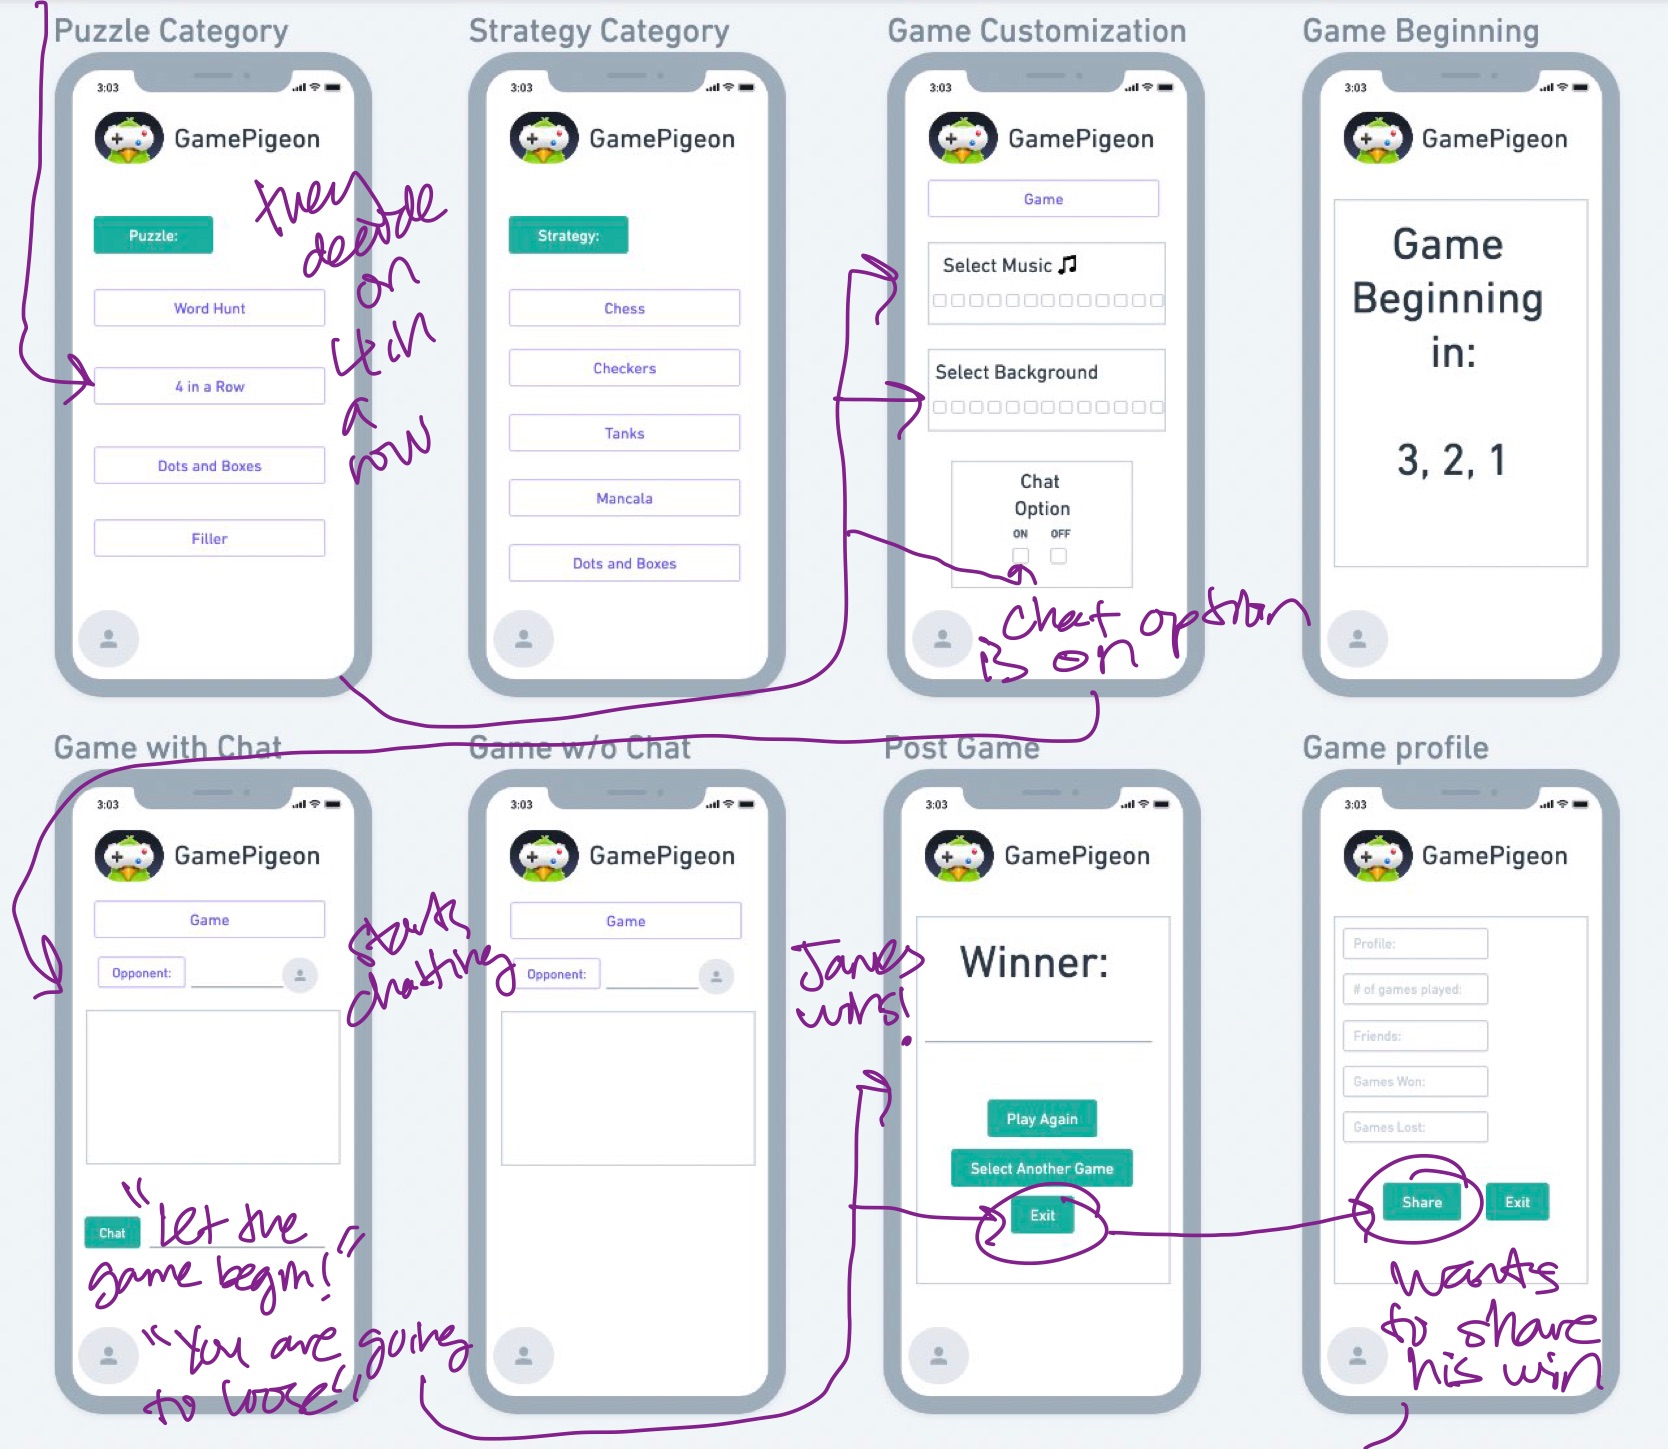 Puzzle Category
3:03
GamePigeon
Puzzle:
Word Hunt
4 in a Row
Dots and Boxes
Filler
they
decide
on
4 in
a
row
Strategy Category
3:03
GamePigeon
Strategy:
Chess
Checkers
Tanks
Mancala
Dots and Boxes
Game Customization
3:03
GamePigeon
Game
Select Music
Select Background
Chat
Option
ON OFF
Chat option
is on
Game Beginning
3:03
GamePigeon
Game
Beginning
in:
3, 2, 1
Game with Chat
3:03
GamePigeon
Game
Opponent:
starts
chatting
Chat
"Let the
game begin!"
"You are going
to loose"
Game w/o Chat
3:03
GamePigeon
Game
Opponent:
James
wins!
Post Game
3:03
GamePigeon
Winner:
Play Again
Select Another Game
Exit
Game profile
3:03
GamePigeon
Profile:
# of games played:
Friends:
Games Won:
Games Lost:
Share Exit
wants
to share
his win